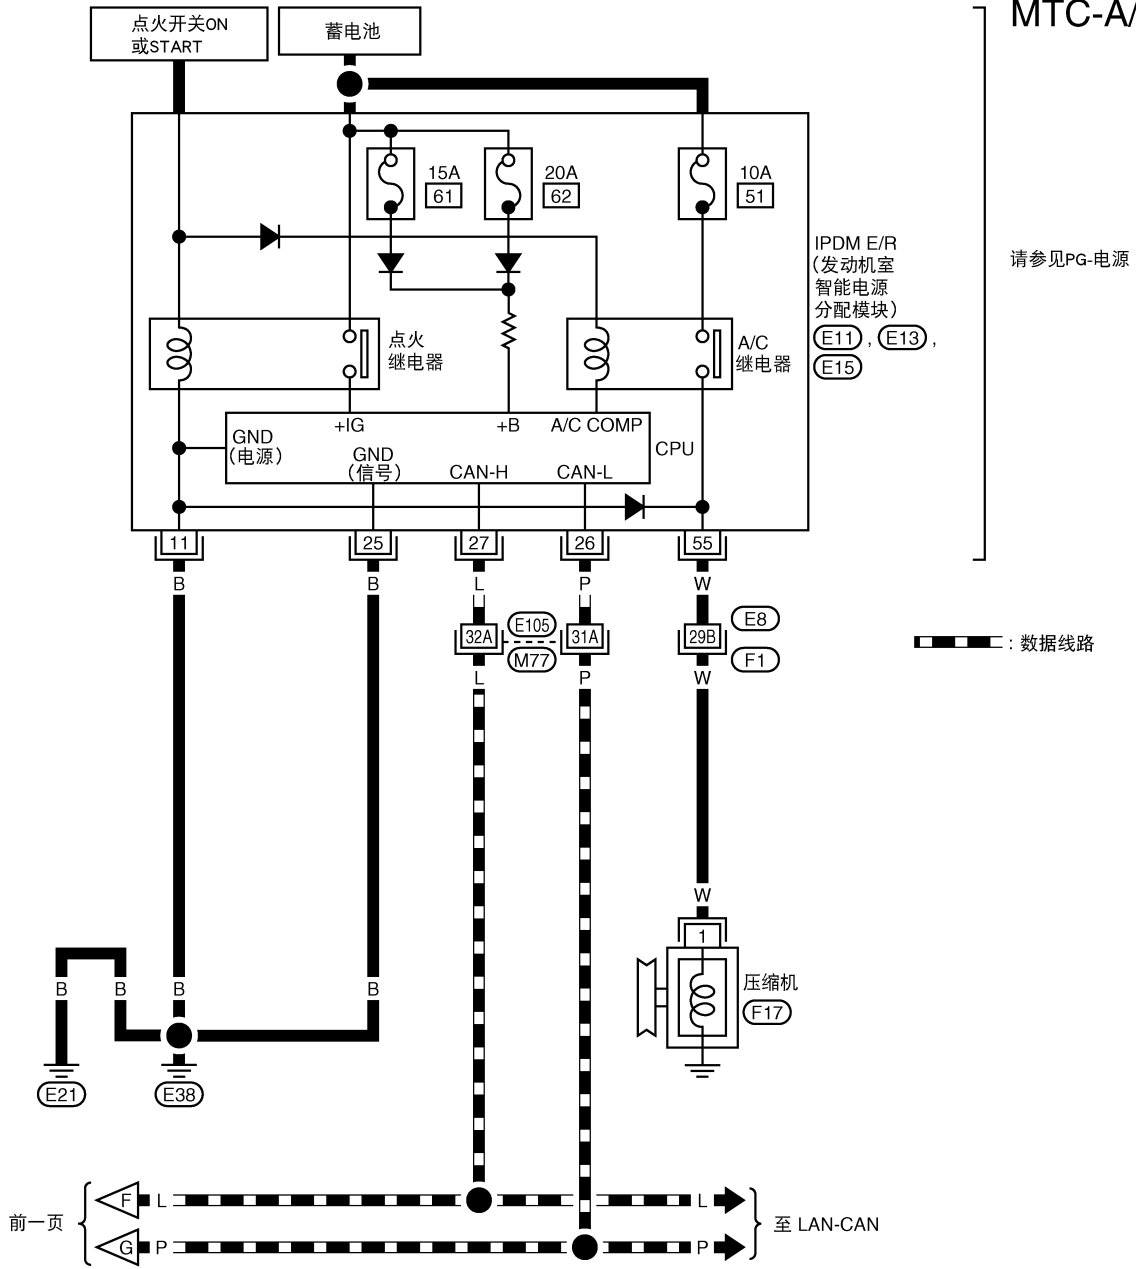 MTC-A/
点火开关ON
或START
蓄电池
15A
61
20A
62
10A
51
IPDM E/R
(发动机室
智能电源
分配模块)
E11 , E13 ,
E15
请参见PG-电源
点火
继电器
A/C
继电器
+IG
+B
A/C COMP
GND
(电源)
CPU
GND
(信号)
CAN-H
CAN-L
11
25
27
26
55
B
B
L
P
W
32A
E105
31A
29B
E8
M77
F1
: 数据线路
L
P
W
W
1
压缩机
F17
B
B
B
B
E21
E38
F
L
L
前一页
至 LAN-CAN
G
P
P